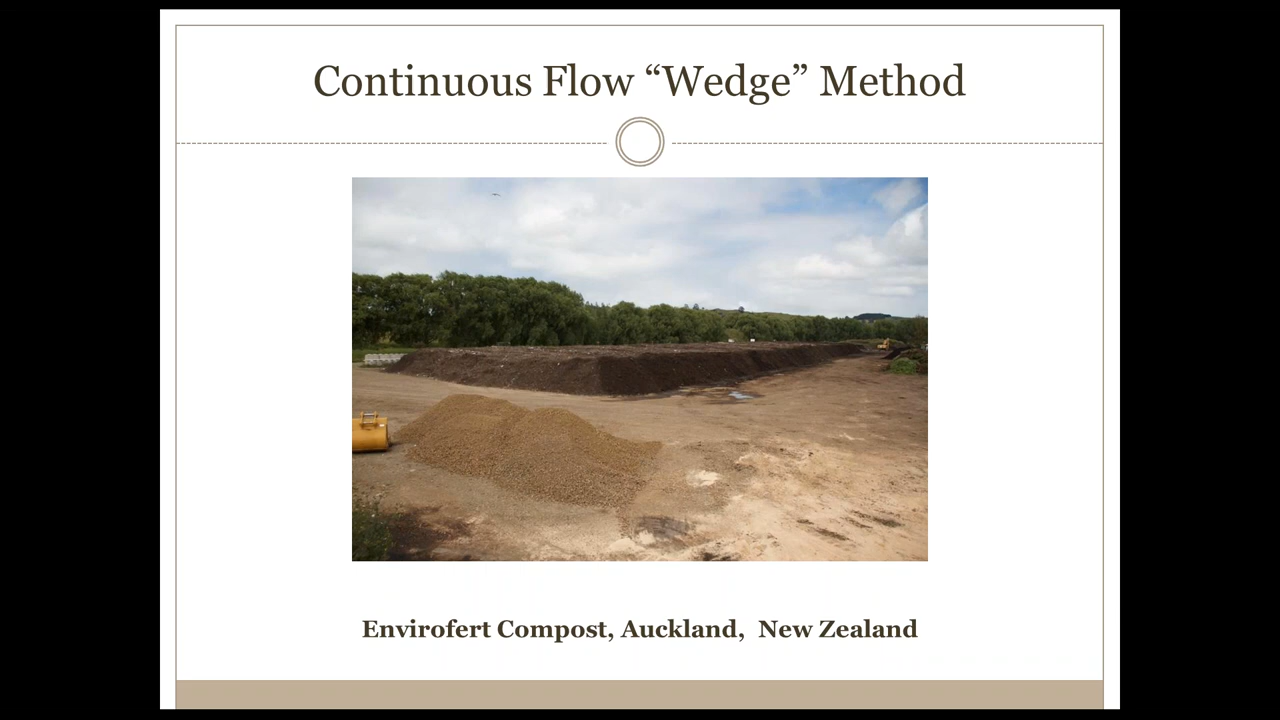 Continuous Flow “Wedge” Method
Envirofert Compost, Auckland,  New Zealand